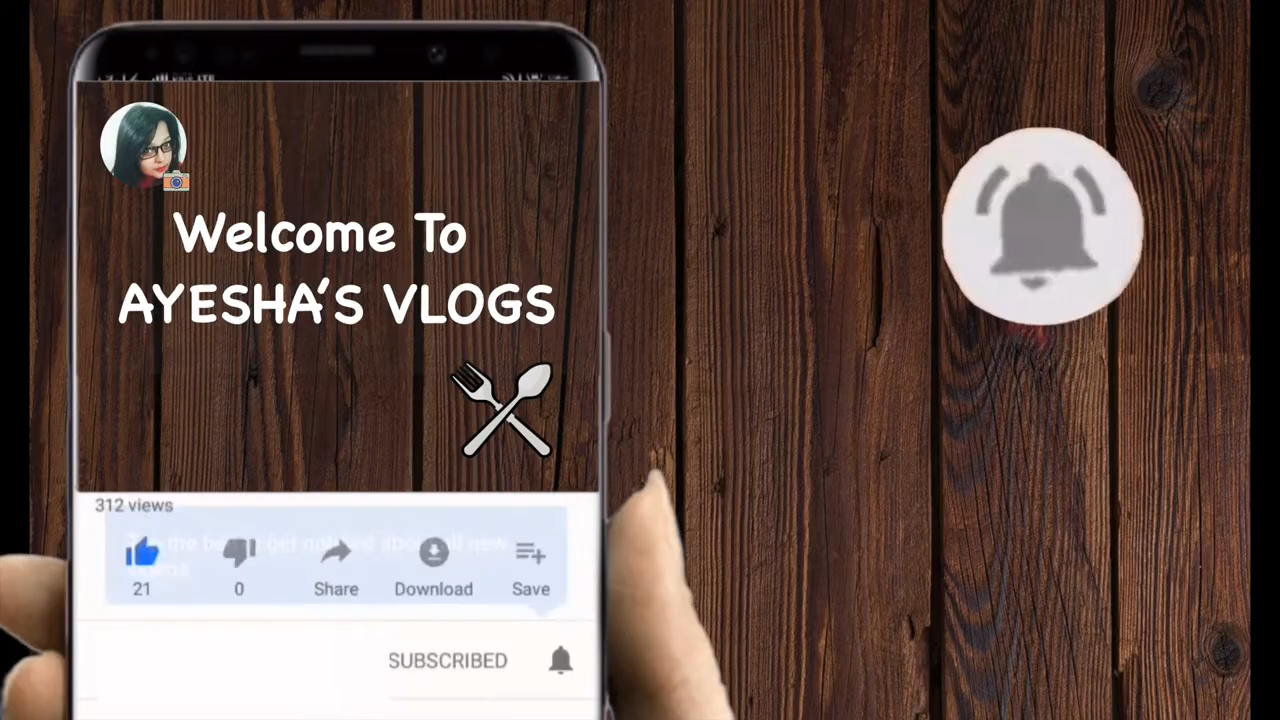 Welcome To
AYESHA'S VLOGS
312 views
21
0
Share
Download
Save
SUBSCRIBED